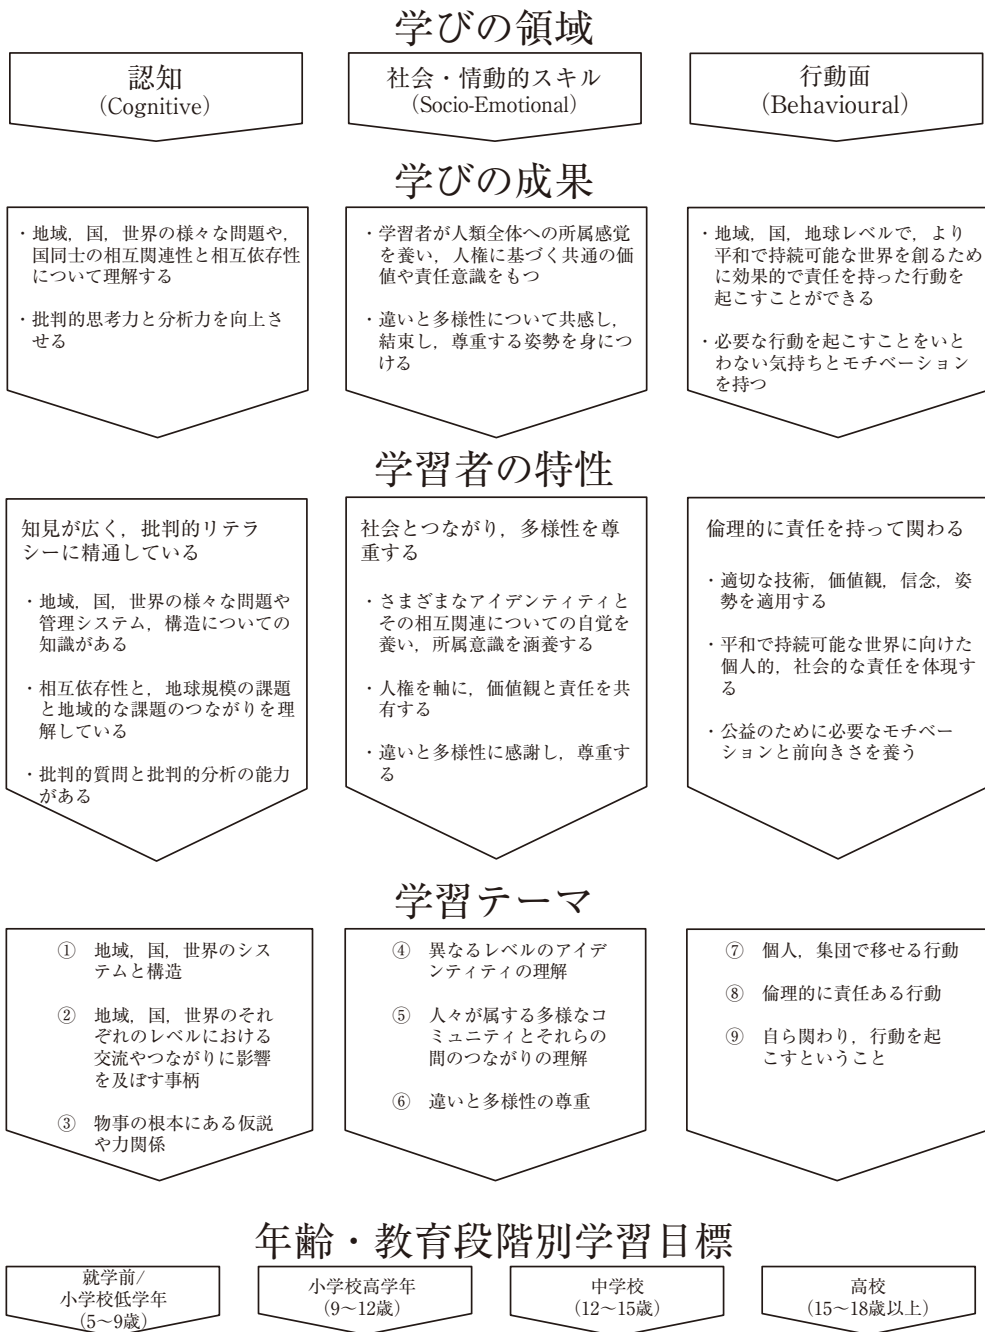 学びの領域
認知
(Cognitive)
社会・情動的スキル
(Socio-Emotional)
行動面
(Behavioural)
学びの成果
・地域，国，世界の様々な問題や，
国同士の相互関連性と相互依存性
について理解する
・批判的思考力と分析力を向上さ
せる
・学習者が人類全体への所属感覚
を養い，人権に基づく共通の価
値や責任意識をもつ
・違いと多様性について共感し，
結束し，尊重する姿勢を身につ
ける
・地域，国，地球レベルで，より
平和で持続可能な世界を創るため
に効果的で責任を持った行動を
起こすことができる
・必要な行動を起こすことをいと
わない気持ちとモチベーション
を持つ
学習者の特性
知見が広く，批判的リテラ
シーに精通している
・地域，国，世界の様々な問題や
管理システム，構造についての
知識がある
・相互依存性と，地球規模の課題
と地域的な課題のつながりを理
解している
・批判的質問と批判的分析の能力
がある
社会とつながり，多様性を尊
重する
・さまざまなアイデンティティと
その相互関連についての自覚を
養い，所属意識を涵養する
・人権を軸に，価値観と責任を共
有する
・違いと多様性に感謝し，尊重す
る
倫理的に責任を持って関わる
・適切な技術，価値観，信念，姿
勢を適用する
・平和で持続可能な世界に向けた
個人的，社会的な責任を体現す
る
・公益のために必要なモチベー
ションと前向きさを養う
学習テーマ
① 地域，国，世界のシス
テムと構造
② 地域，国，世界のそれ
ぞれのレベルにおける
交流やつながりに影響
を及ぼす事柄
③ 物事の根本にある仮説
や力関係
④ 異なるレベルのアイデ
ンティティの理解
⑤ 人々が属する多様なコ
ミュニティとそれらの
間のつながりの理解
⑥ 違いと多様性の尊重
⑦ 個人，集団で移せる行動
⑧ 倫理的に責任ある行動
⑨ 自ら関わり，行動を起
こすということ
年齢・教育段階別学習目標
就学前/
小学校低学年
(5～9歳)
小学校高学年
(9～12歳)
中学校
(12～15歳)
高校
(15～18歳以上)